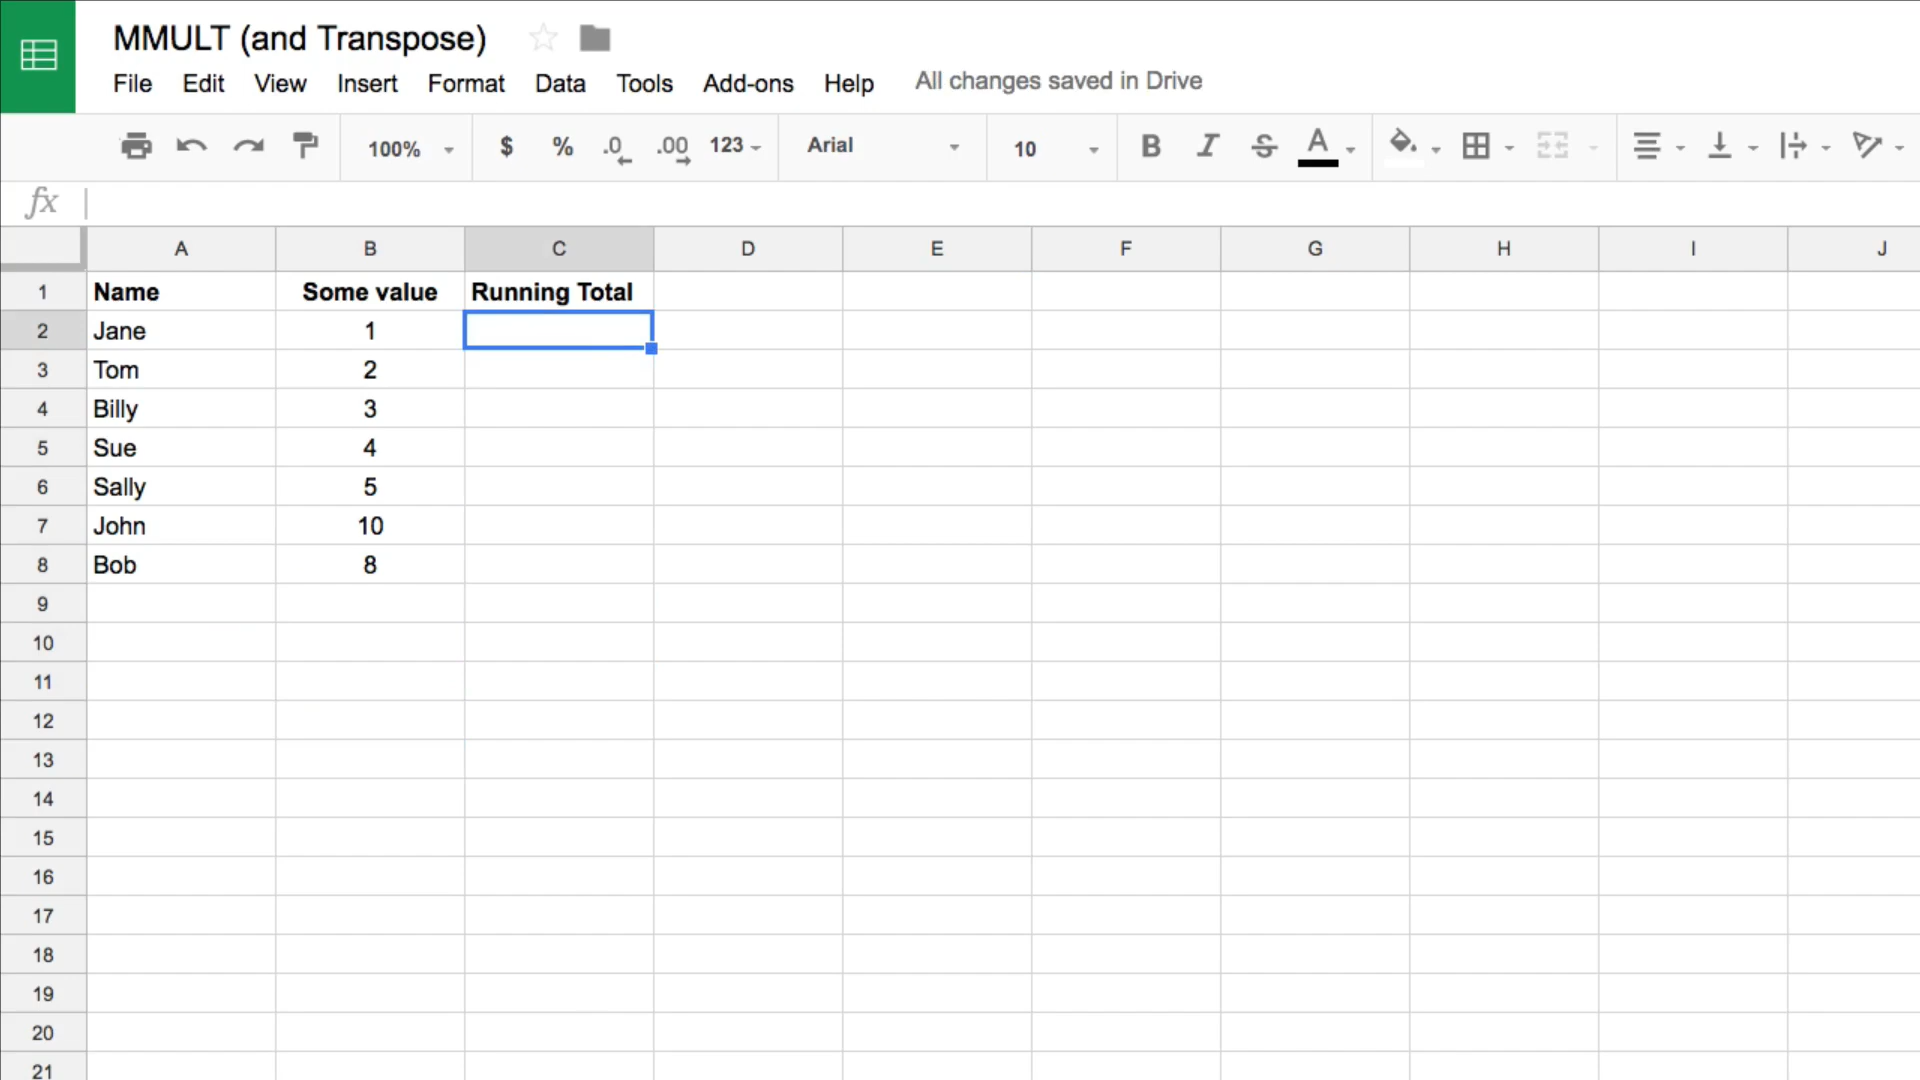 MMULT (and Transpose)
File Edit View Insert Format Data Tools Add-ons Help All changes saved in Drive
100% $ % .0 .00 123 Arial 10 B I S A
fx
A B C D E F G H I J
1 Name Some value Running Total
2 Jane 1
3 Tom 2
4 Billy 3
5 Sue 4
6 Sally 5
7 John 10
8 Bob 8
9
10
11
12
13
14
15
16
17
18
19
20
21